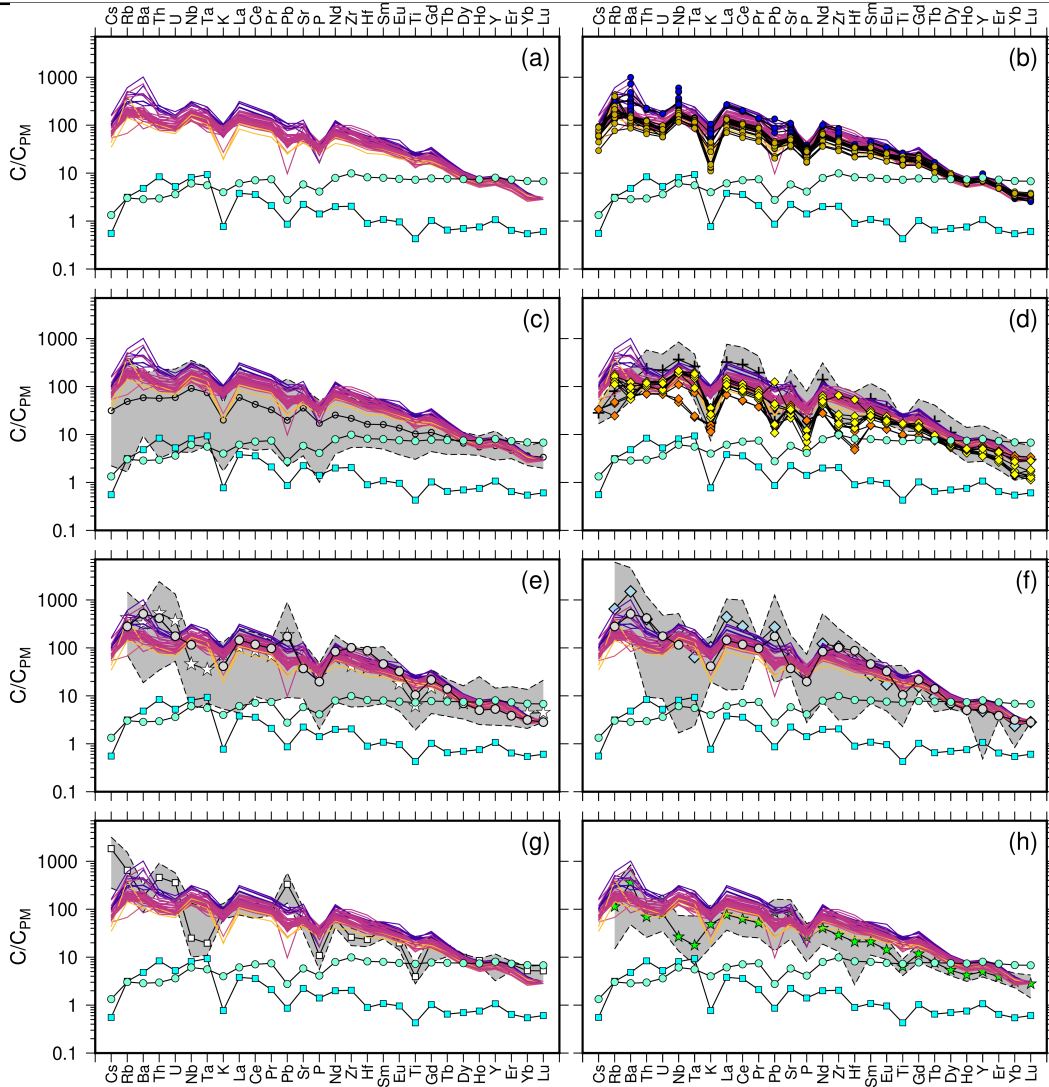 Cs Rb Ba Th U Nb Ta K La Ce Pr Pb Sr P Nd Zr Hf Sm Eu Ti Gd Tb Dy Ho Y Er Yb Lu
Cs Rb Ba Th U Nb Ta K La Ce Pr Pb Sr P Nd Zr Hf Sm Eu Ti Gd Tb Dy Ho Y Er Yb Lu
(a)
(b)
C/CPM
1000
100
10
1
0.1
(c)
(d)
C/CPM
1000
100
10
1
0.1
(e)
(f)
C/CPM
1000
100
10
1
0.1
(g)
(h)
C/CPM
1000
100
10
1
0.1
Cs Rb Ba Th U Nb Ta K La Ce Pr Pb Sr P Nd Zr Hf Sm Eu Ti Gd Tb Dy Ho Y Er Yb Lu
Cs Rb Ba Th U Nb Ta K La Ce Pr Pb Sr P Nd Zr Hf Sm Eu Ti Gd Tb Dy Ho Y Er Yb Lu